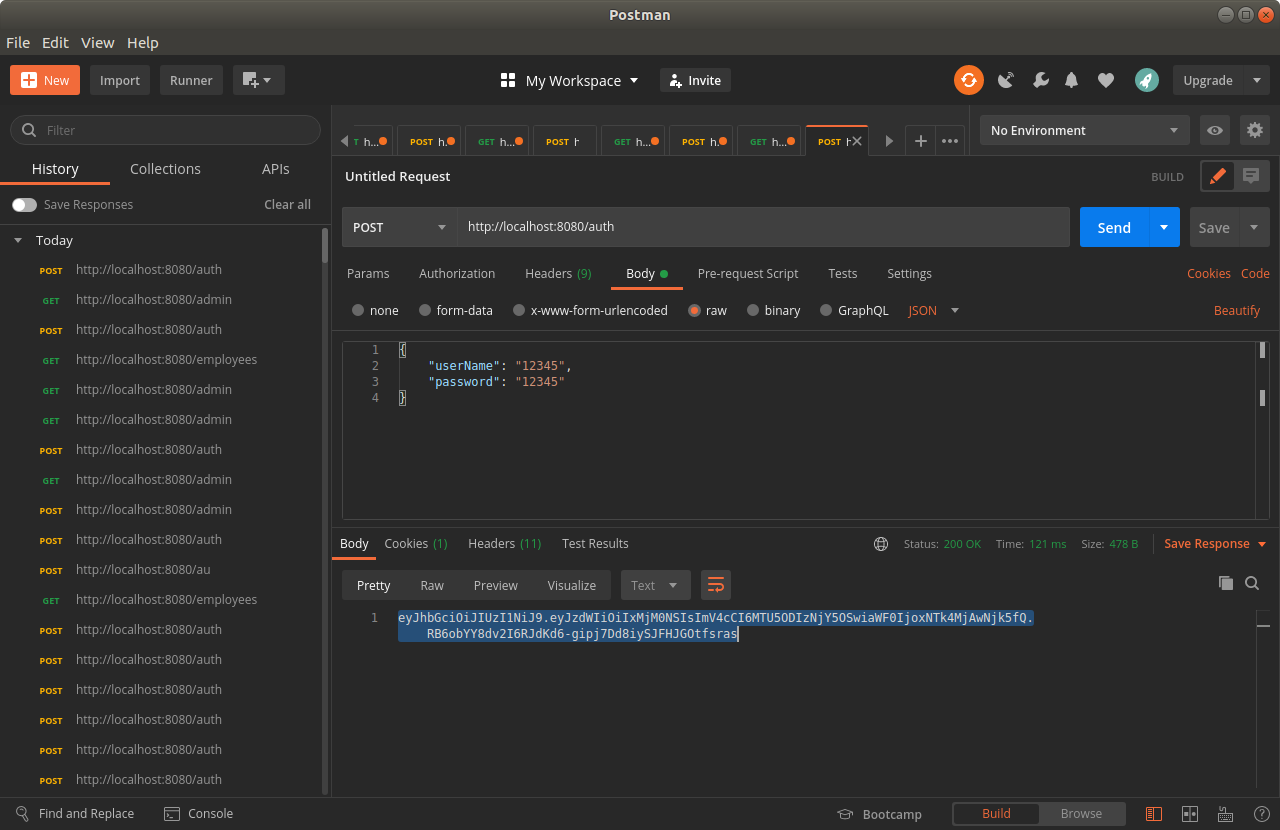 Postman
File Edit View Help
New Import Runner My Workspace Invite Upgrade
Filter
History Collections APIs
Save Responses Clear all
Today
POST http://localhost:8080/auth
GET http://localhost:8080/admin
POST http://localhost:8080/auth
GET http://localhost:8080/employees
GET http://localhost:8080/admin
GET http://localhost:8080/admin
POST http://localhost:8080/auth
GET http://localhost:8080/admin
POST http://localhost:8080/admin
POST http://localhost:8080/auth
POST http://localhost:8080/au
GET http://localhost:8080/employees
POST http://localhost:8080/auth
POST http://localhost:8080/auth
POST http://localhost:8080/auth
POST http://localhost:8080/auth
POST http://localhost:8080/auth
POST http://localhost:8080/auth
T h... POST h. GET h... POST h GET h... POST h. GET h... POST h
No Environment
Untitled Request BUILD
POST http://localhost:8080/auth Send Save
Params Authorization Headers (9) Body Pre-request Script Tests Settings Cookies Code
none form-data x-www-form-urlencoded raw binary GraphQL JSON Beautify
1 {
2 "userName": "12345",
3 "password": "12345"
4 }
Body Cookies (1) Headers (11) Test Results Status: 200 OK Time: 121 ms Size: 478 B Save Response
Pretty Raw Preview Visualize Text
1 eyJhbGciOiJIUzI1NiJ9.eyJzdWIiOiIxMjM0NSIsImV4cCI6MTU5ODIzNjY5OSwiaWF0IjoxNTk4MjAwNjk5fQ.
RB6obYY8dv2I6RJdKd6-gipj7Dd8iySJFHJGOtfsras
Find and Replace Console Bootcamp Build Browse